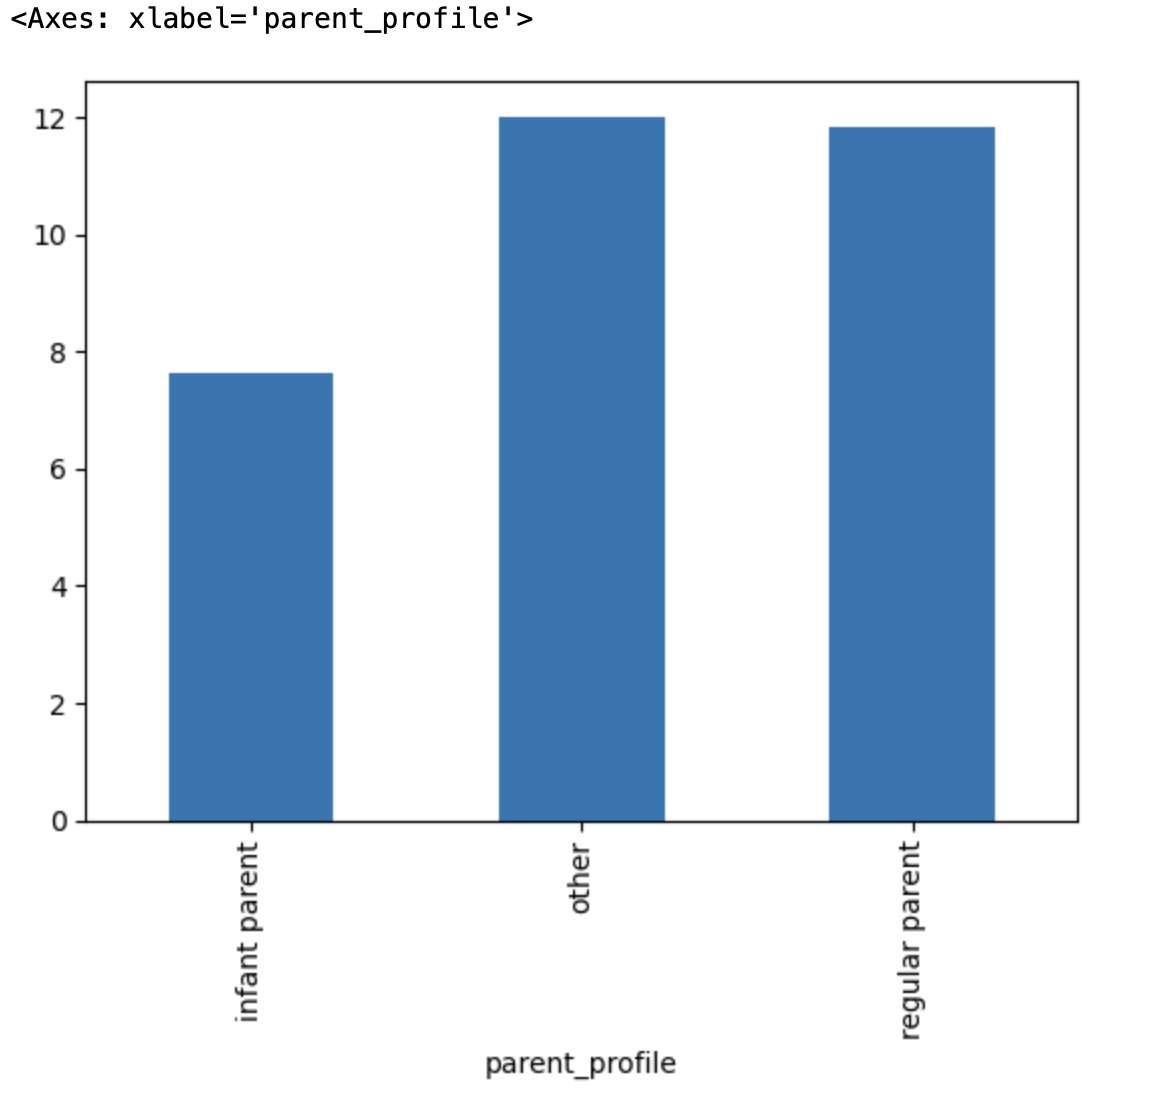 <Axes: xlabel='parent_profile'>
12
10
8
6
4
2
0
infant parent
other
regular parent
parent_profile